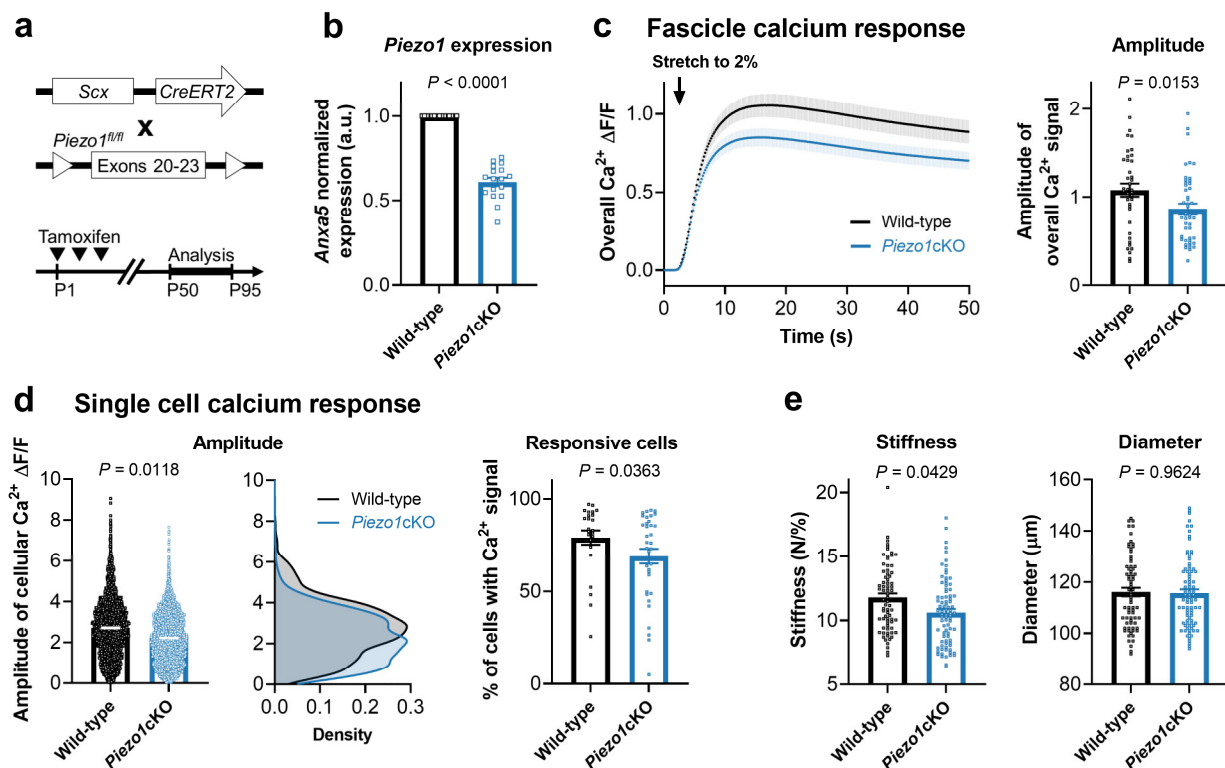 a
Scx
CreERT2
x
Piezo1fl/fl
Exons 20-23
Tamoxifen
Analysis
P1
P50
P95
b
Piezo1 expression
P < 0.0001
Anxa5 normalized
expression (a.u.)
1.0
0.5
0.0
Wild-type
Piezo1cKO
c Fascicle calcium response
Stretch to 2%
Overall Ca²⁺ ΔF/F
1.0
0.5
0.0
Wild-type
Piezo1cKO
0 10 20 30 40 50
Time (s)
Amplitude
P = 0.0153
Amplitude of
overall Ca²⁺ signal
2
1
0
Wild-type
Piezo1cKO
d Single cell calcium response
Amplitude
P = 0.0118
Amplitude of cellular Ca²⁺ ΔF/F
10
8
6
4
2
0
Wild-type
Piezo1cKO
10
8
6
4
2
0
Wild-type
Piezo1cKO
0.0 0.1 0.2 0.3
Density
Responsive cells
P = 0.0363
% of cells with Ca²⁺ signal
100
50
0
Wild-type
Piezo1cKO
e
Stiffness
P = 0.0429
Stiffness (N/%)
20
15
10
5
Wild-type
Piezo1cKO
Diameter
P = 0.9624
Diameter (μm)
160
140
120
100
80
Wild-type
Piezo1cKO